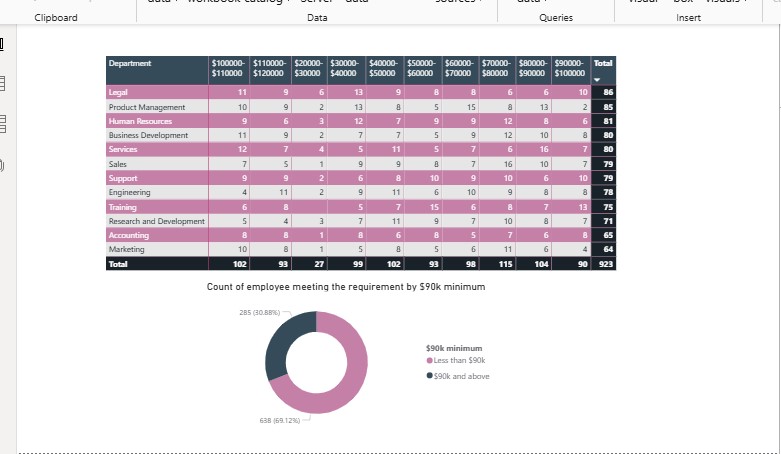 Clipboard Data Queries Insert
Department $100000-$110000 $110000-$120000 $20000-$30000 $30000-$40000 $40000-$50000 $50000-$60000 $60000-$70000 $70000-$80000 $80000-$90000 $90000-$100000 Total
Legal 11 9 6 13 9 8 8 6 6 10 86
Product Management 10 9 2 13 8 5 15 8 13 2 85
Human Resources 9 6 3 12 7 9 9 12 8 6 81
Business Development 11 9 2 7 7 5 9 12 10 8 80
Services 12 7 4 5 11 5 7 6 16 7 80
Sales 7 5 1 9 9 8 7 16 10 7 79
Support 9 9 2 6 8 10 9 10 6 10 79
Engineering 4 11 2 9 11 6 10 9 8 8 78
Training 6 8 5 7 15 6 8 7 13 75
Research and Development 5 4 3 7 11 9 7 10 8 7 71
Accounting 8 8 1 8 6 8 5 7 6 8 65
Marketing 10 8 1 5 8 5 6 11 6 4 64
Total 102 93 27 99 102 93 98 115 104 90 923
Count of employee meeting the requirement by $90k minimum
285 (30.88%)
$90k minimum
Less than $90k
$90k and above
638 (69.12%)